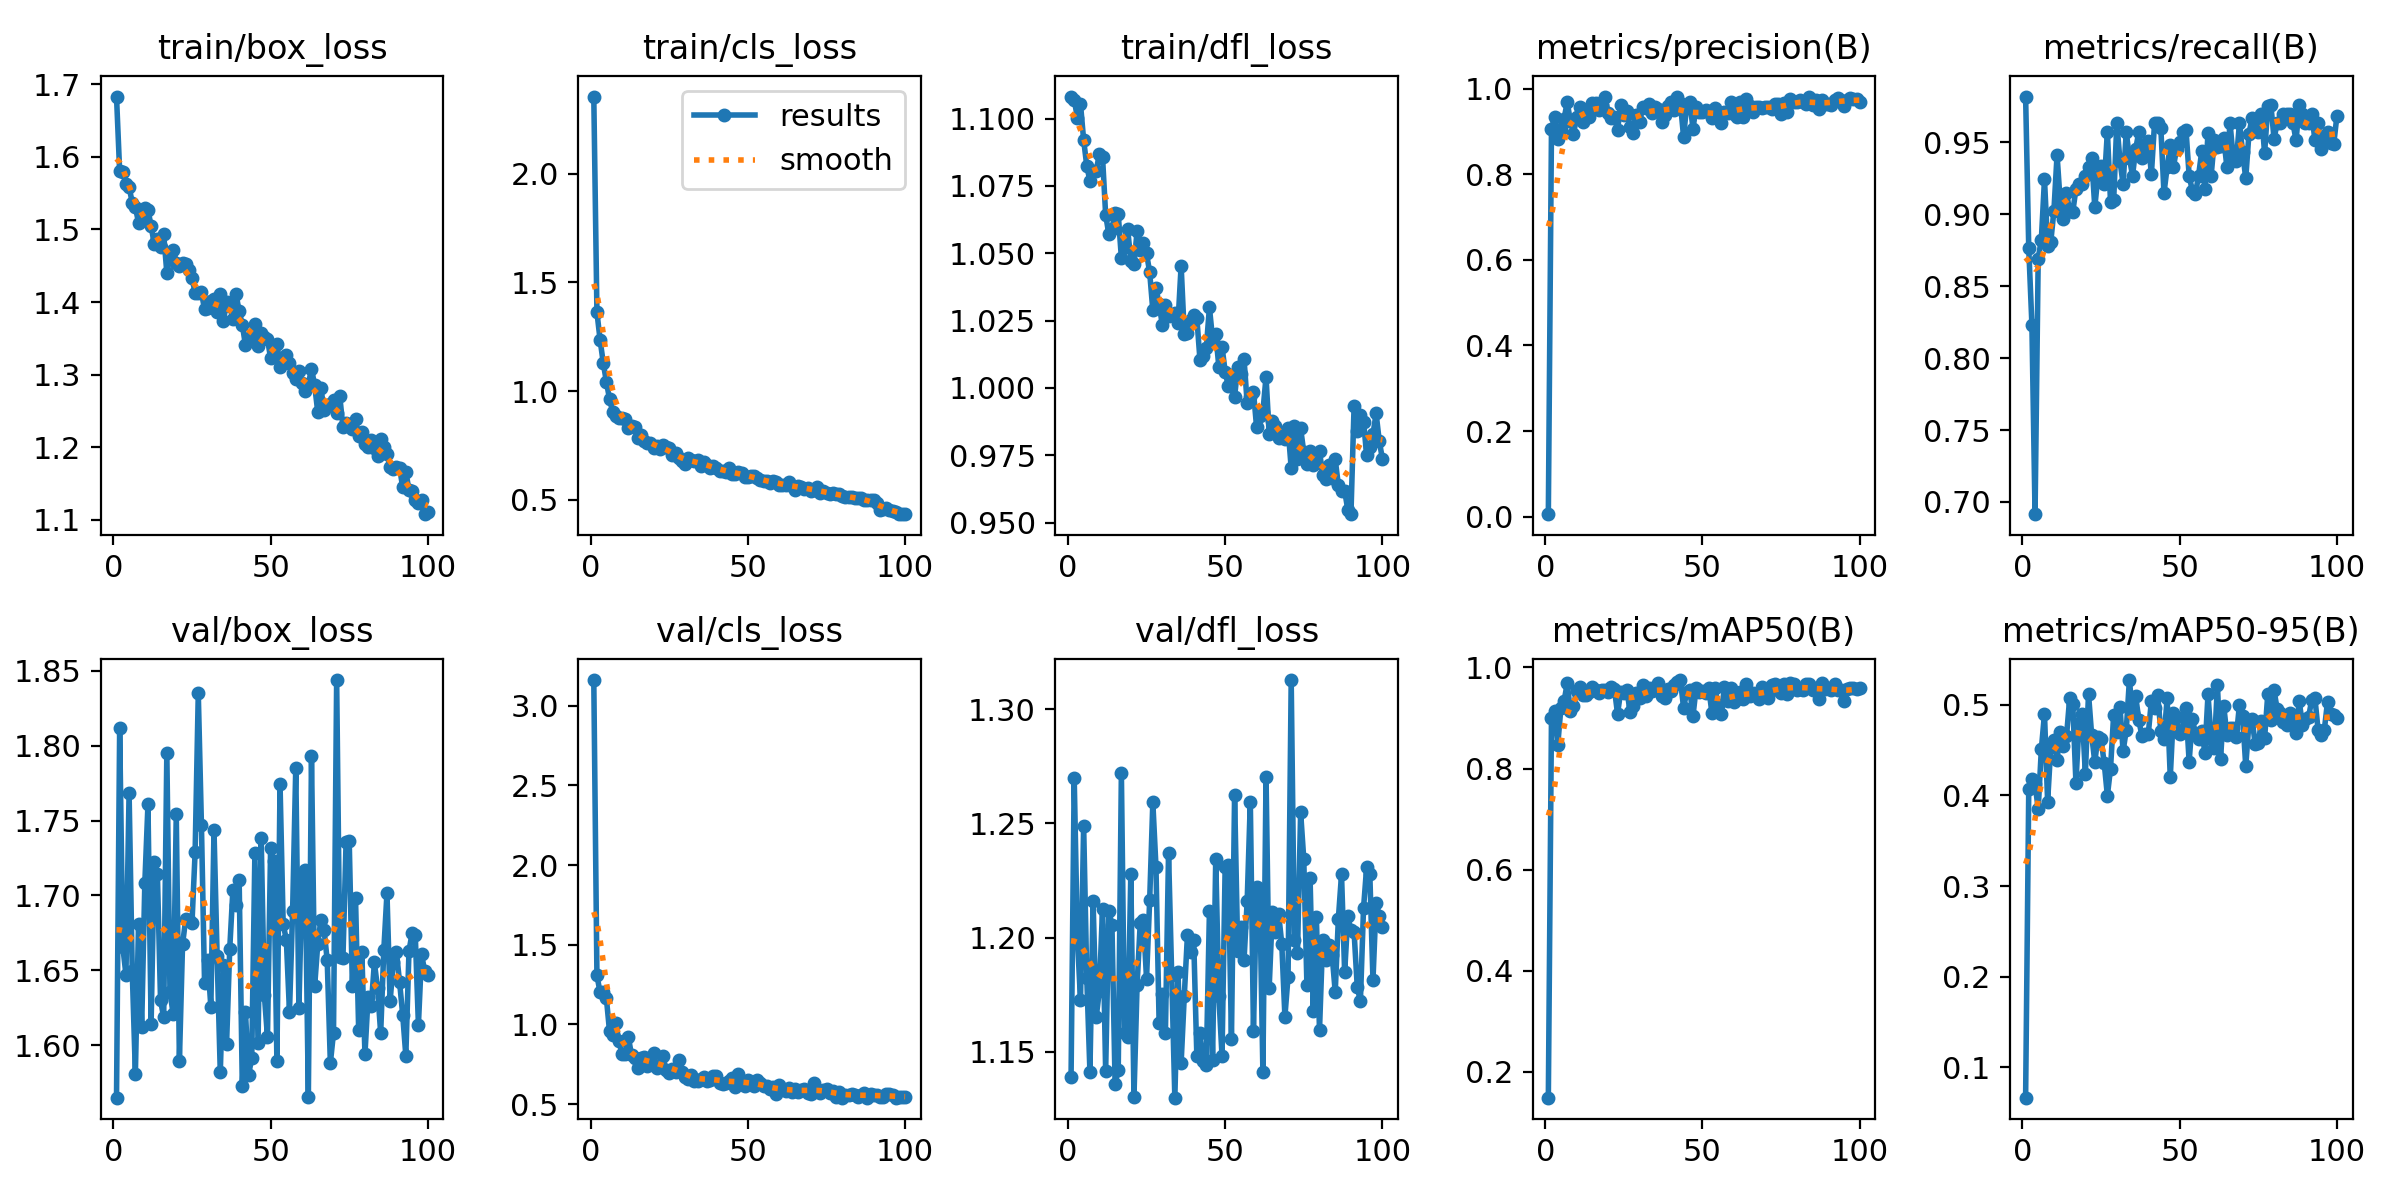 train/box_loss
1.7
1.6
1.5
1.4
1.3
1.2
1.1
0 50 100
train/cls_loss
results
smooth
2.0
1.5
1.0
0.5
0 50 100
train/dfl_loss
1.100
1.075
1.050
1.025
1.000
0.975
0.950
0 50 100
metrics/precision(B)
1.0
0.8
0.6
0.4
0.2
0.0
0 50 100
metrics/recall(B)
0.95
0.90
0.85
0.80
0.75
0.70
0 50 100
val/box_loss
1.85
1.80
1.75
1.70
1.65
1.60
0 50 100
val/cls_loss
3.0
2.5
2.0
1.5
1.0
0.5
0 50 100
val/dfl_loss
1.30
1.25
1.20
1.15
0 50 100
metrics/mAP50(B)
1.0
0.8
0.6
0.4
0.2
0 50 100
metrics/mAP50-95(B)
0.5
0.4
0.3
0.2
0.1
0 50 100